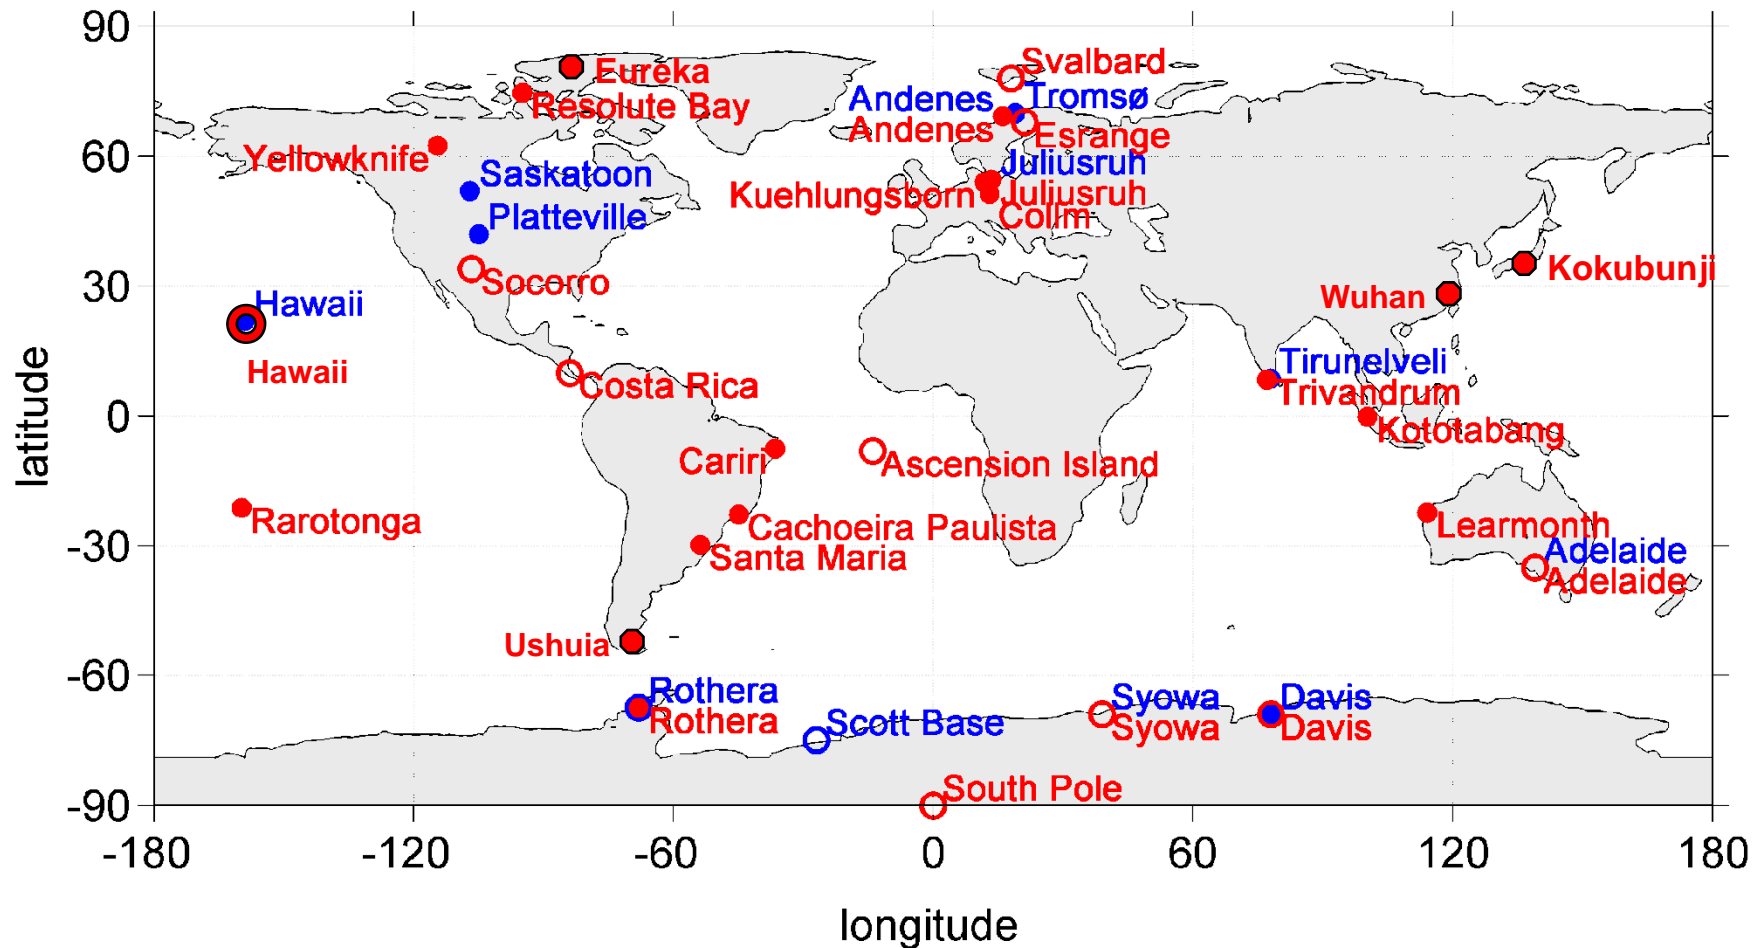 90
Svalbard
Eureka
Andenes
Tromsø
Resolute Bay
Andenes
Esrange
60
Yellowknife
Juliusruh
Saskatoon
Kuehlungsborn
Juliusruh
Platteville
Collm
Socorro
Kokubunji
30
Wuhan
Hawaii
Hawaii
Tirunelveli
Costa Rica
Trivandrum
0
Kototabang
Cariri
Ascension Island
Rarotonga
Cachoeira Paulista
Learmonth
-30
Santa Maria
Adelaide
Adelaide
Ushuia
-60
Rothera
Syowa
Davis
Rothera
Scott Base
Syowa
Davis
South Pole
-90
-180
-120
-60
0
60
120
180
latitude
longitude